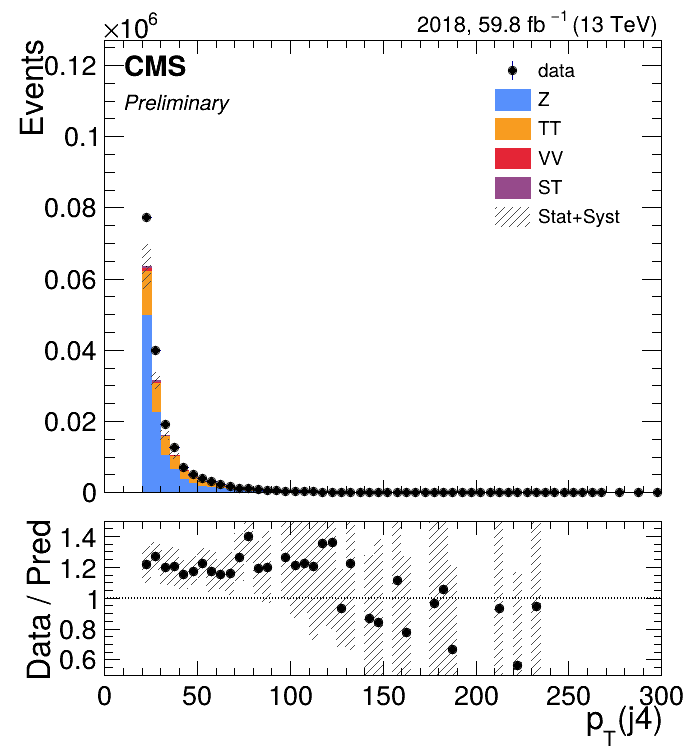 ×10⁶
2018, 59.8 fb⁻¹ (13 TeV)
Events
0.12
0.1
0.08
0.06
0.04
0.02
0
CMS
Preliminary
data
Z
TT
VV
ST
Stat+Syst
Data / Pred
1.4
1.2
1
0.8
0.6
0 50 100 150 200 250 300
p_T(j4)